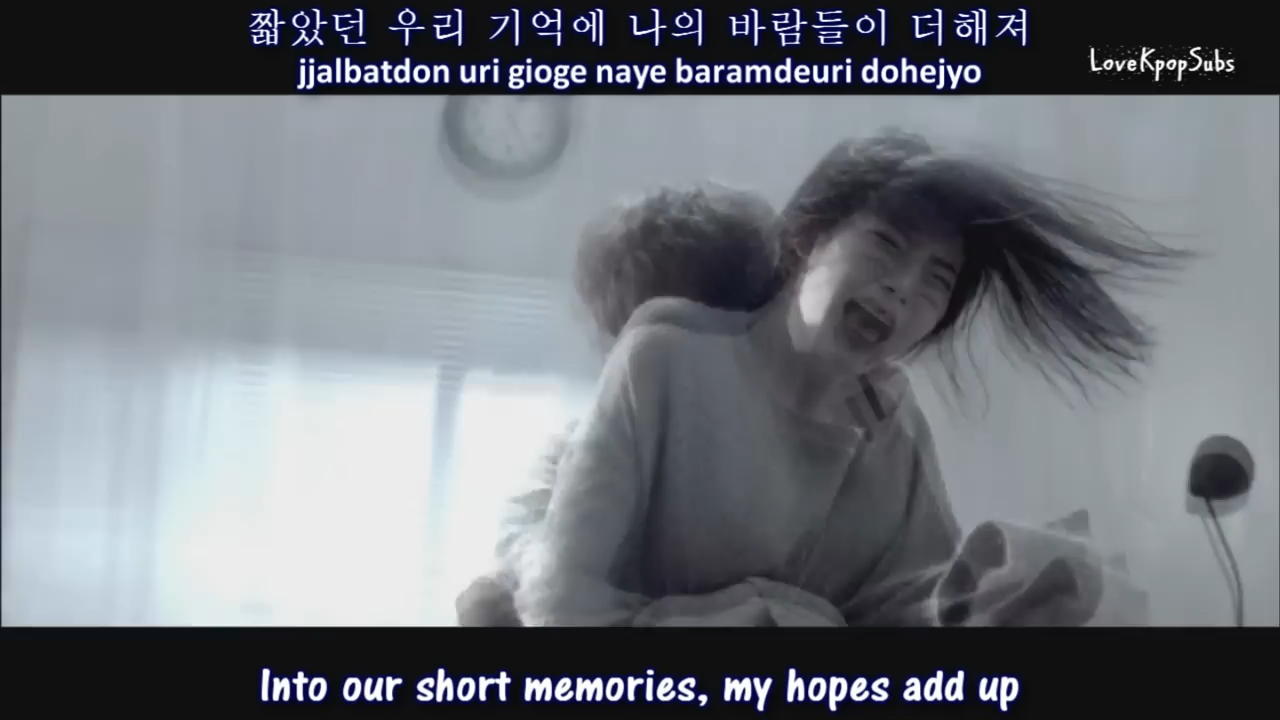 짧았던 우리 기억에 나의 바람들이 더해져
jjalbatdon uri gioge naye baramdeuri dohejyo
LoveKpopSubs
Into our short memories, my hopes add up